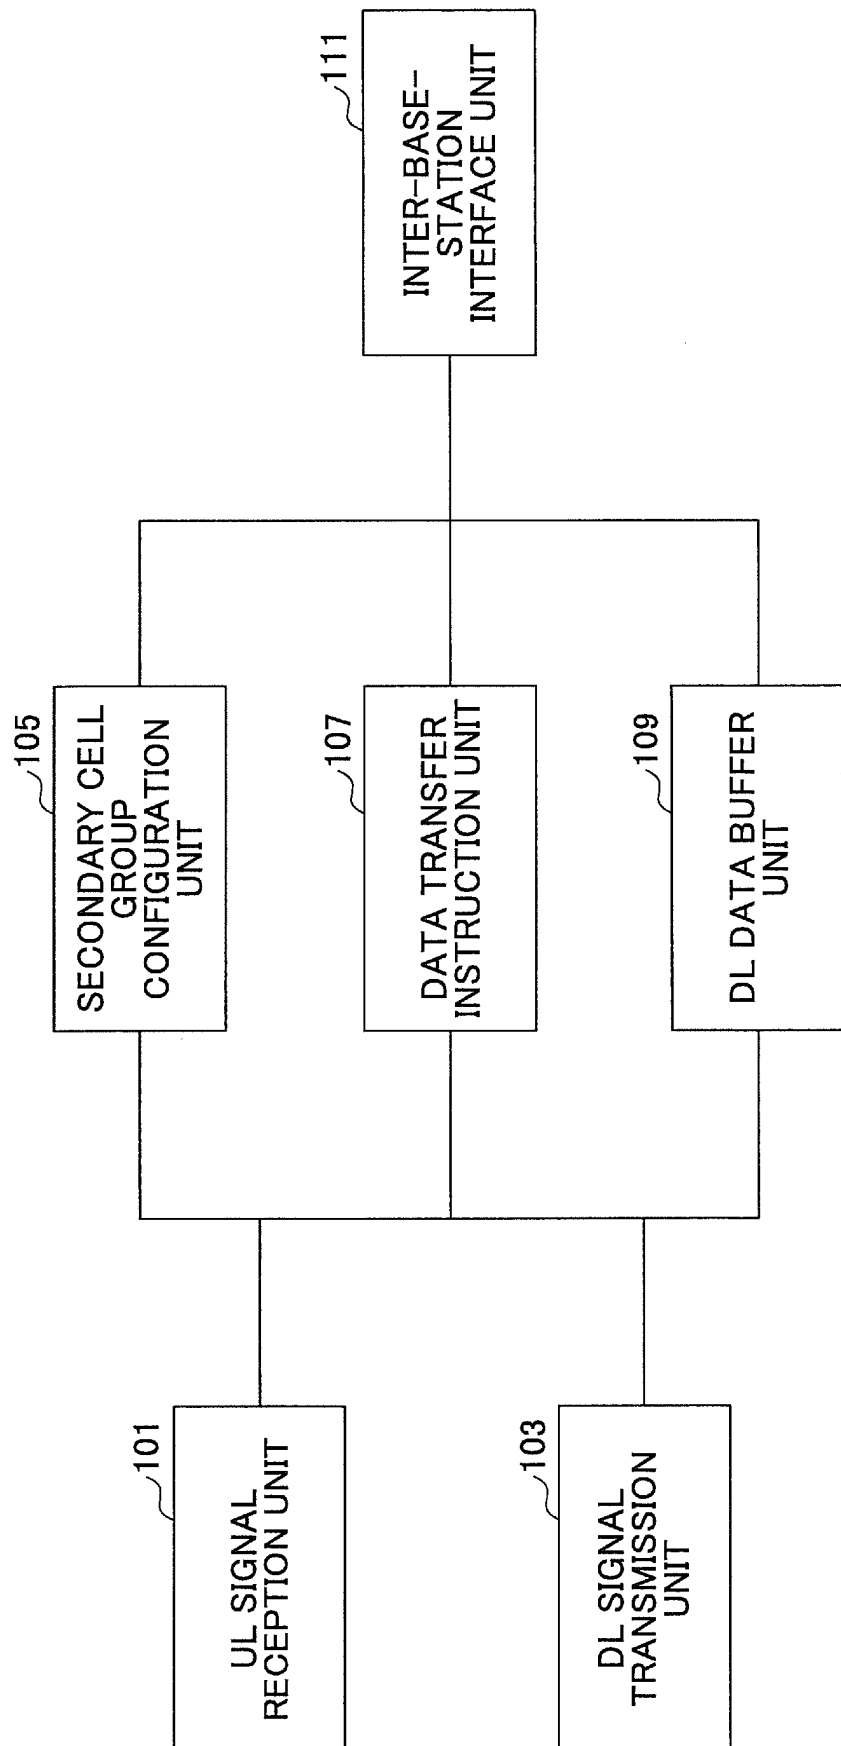 101
UL SIGNAL
RECEPTION UNIT
103
DL SIGNAL
TRANSMISSION
UNIT
105
SECONDARY CELL
GROUP
CONFIGURATION
UNIT
107
DATA TRANSFER
INSTRUCTION UNIT
109
DL DATA BUFFER
UNIT
111
INTER-BASE-
STATION
INTERFACE UNIT